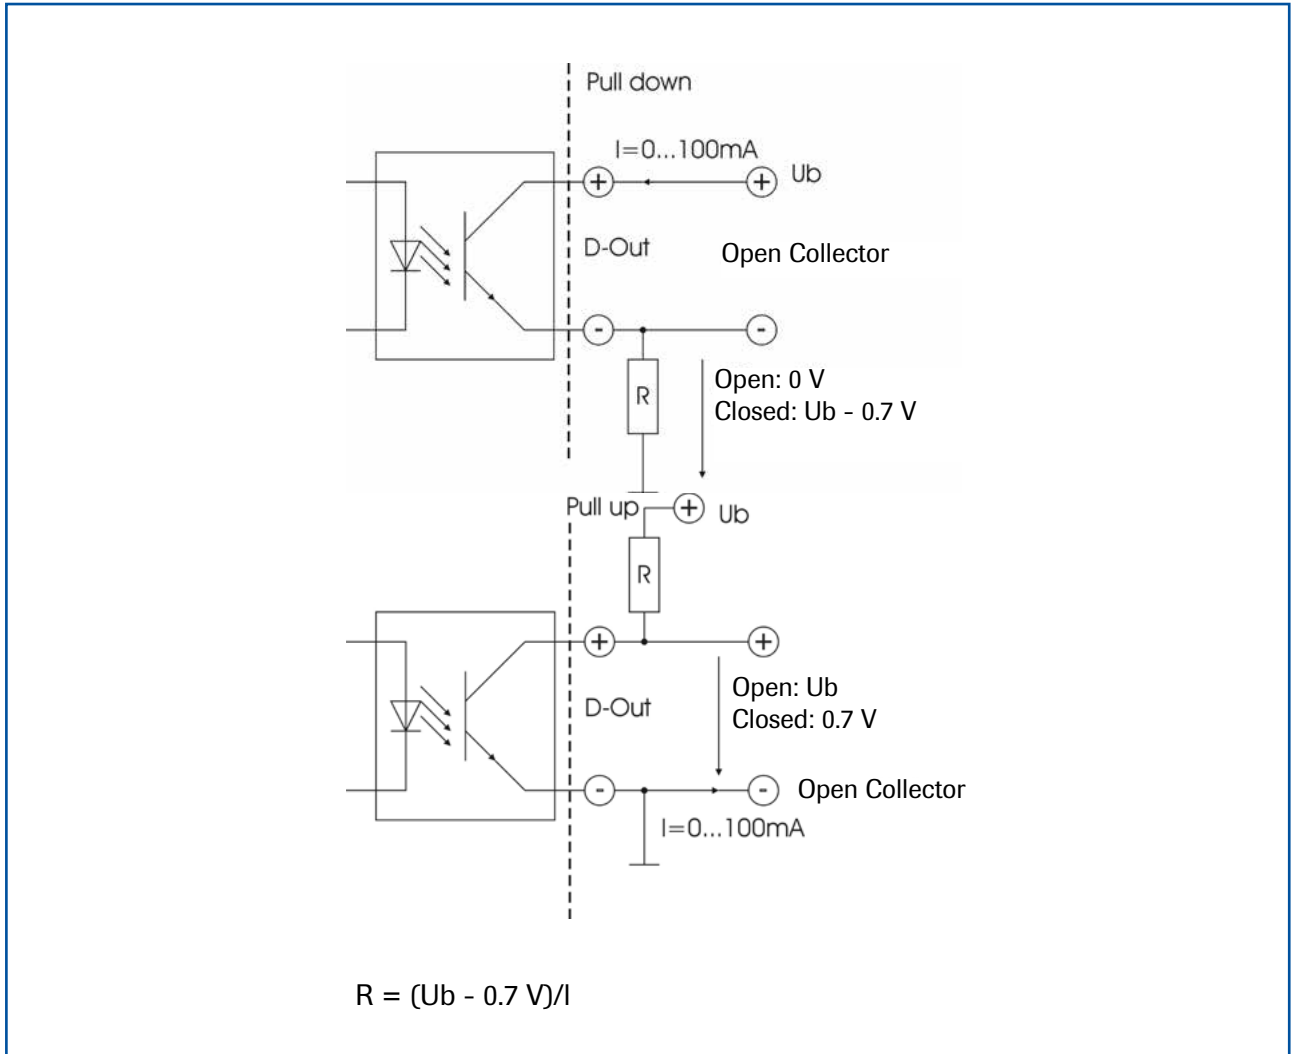 Pull down
I=0...100mA
+
+
Ub
D-Out
Open Collector
-
-
R
Open: 0 V
Closed: Ub - 0.7 V
Pull up
+
Ub
R
+
+
D-Out
Open: Ub
Closed: 0.7 V
-
-
Open Collector
I=0...100mA
R = (Ub - 0.7 V)/I